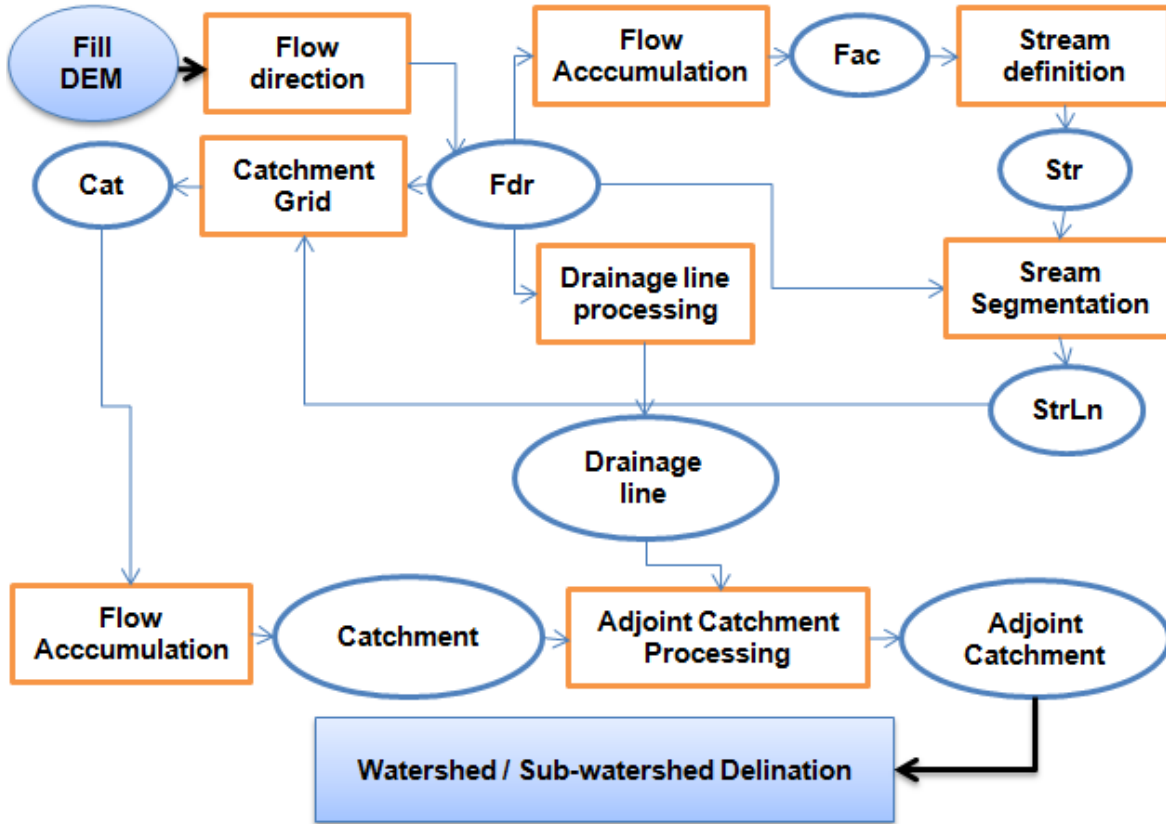 Fill
DEM
Flow
direction
Flow
Acccumulation
Fac
Stream
definition
Cat
Catchment
Grid
Fdr
Str
Drainage line
processing
Sream
Segmentation
StrLn
Drainage
line
Flow
Acccumulation
Catchment
Adjoint Catchment
Processing
Adjoint
Catchment
Watershed / Sub-watershed Delination